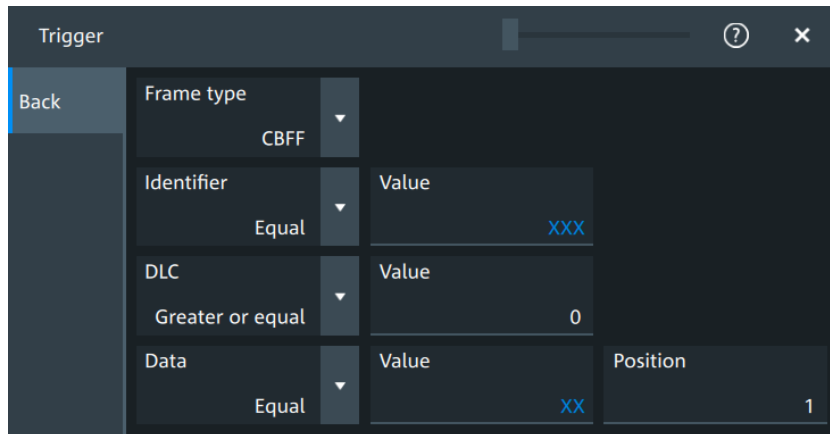 Trigger ?
Back
Frame type
CBFF
Identifier Value
Equal XXX
DLC Value
Greater or equal 0
Data Value Position
Equal XX 1